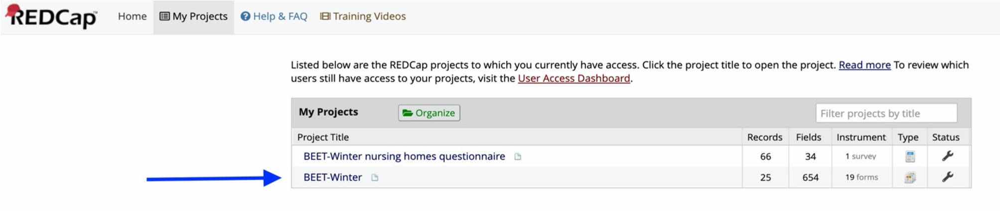 REDCap™ Home My Projects Help & FAQ Training Videos
Listed below are the REDCap projects to which you currently have access. Click the project title to open the project. Read more To review which
users still have access to your projects, visit the User Access Dashboard.
My Projects Organize Filter projects by title
Project Title Records Fields Instrument Type Status
BEET-Winter nursing homes questionnaire 66 34 1 survey
BEET-Winter 25 654 19 forms